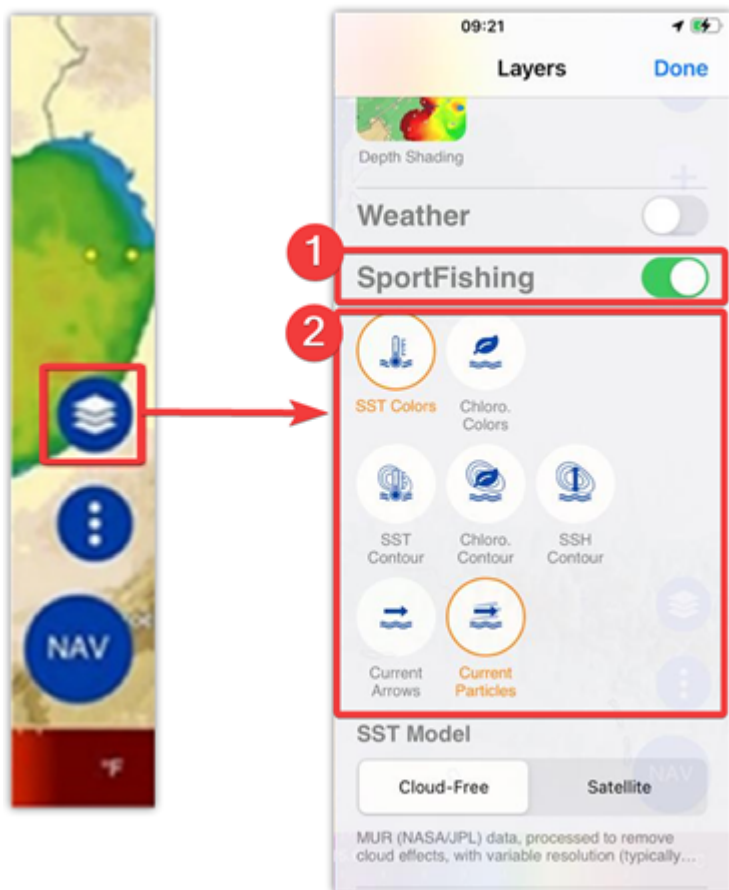 NAV
°F
09:21
Layers
Done
Depth Shading
Weather
1
SportFishing
2
SST Colors
Chloro.
Colors
SST
Contour
Chloro.
Contour
SSH
Contour
Current
Arrows
Current
Particles
SST Model
Cloud-Free
Satellite
NAV
MUR (NASA/JPL) data, processed to remove
cloud effects, with variable resolution (typically...